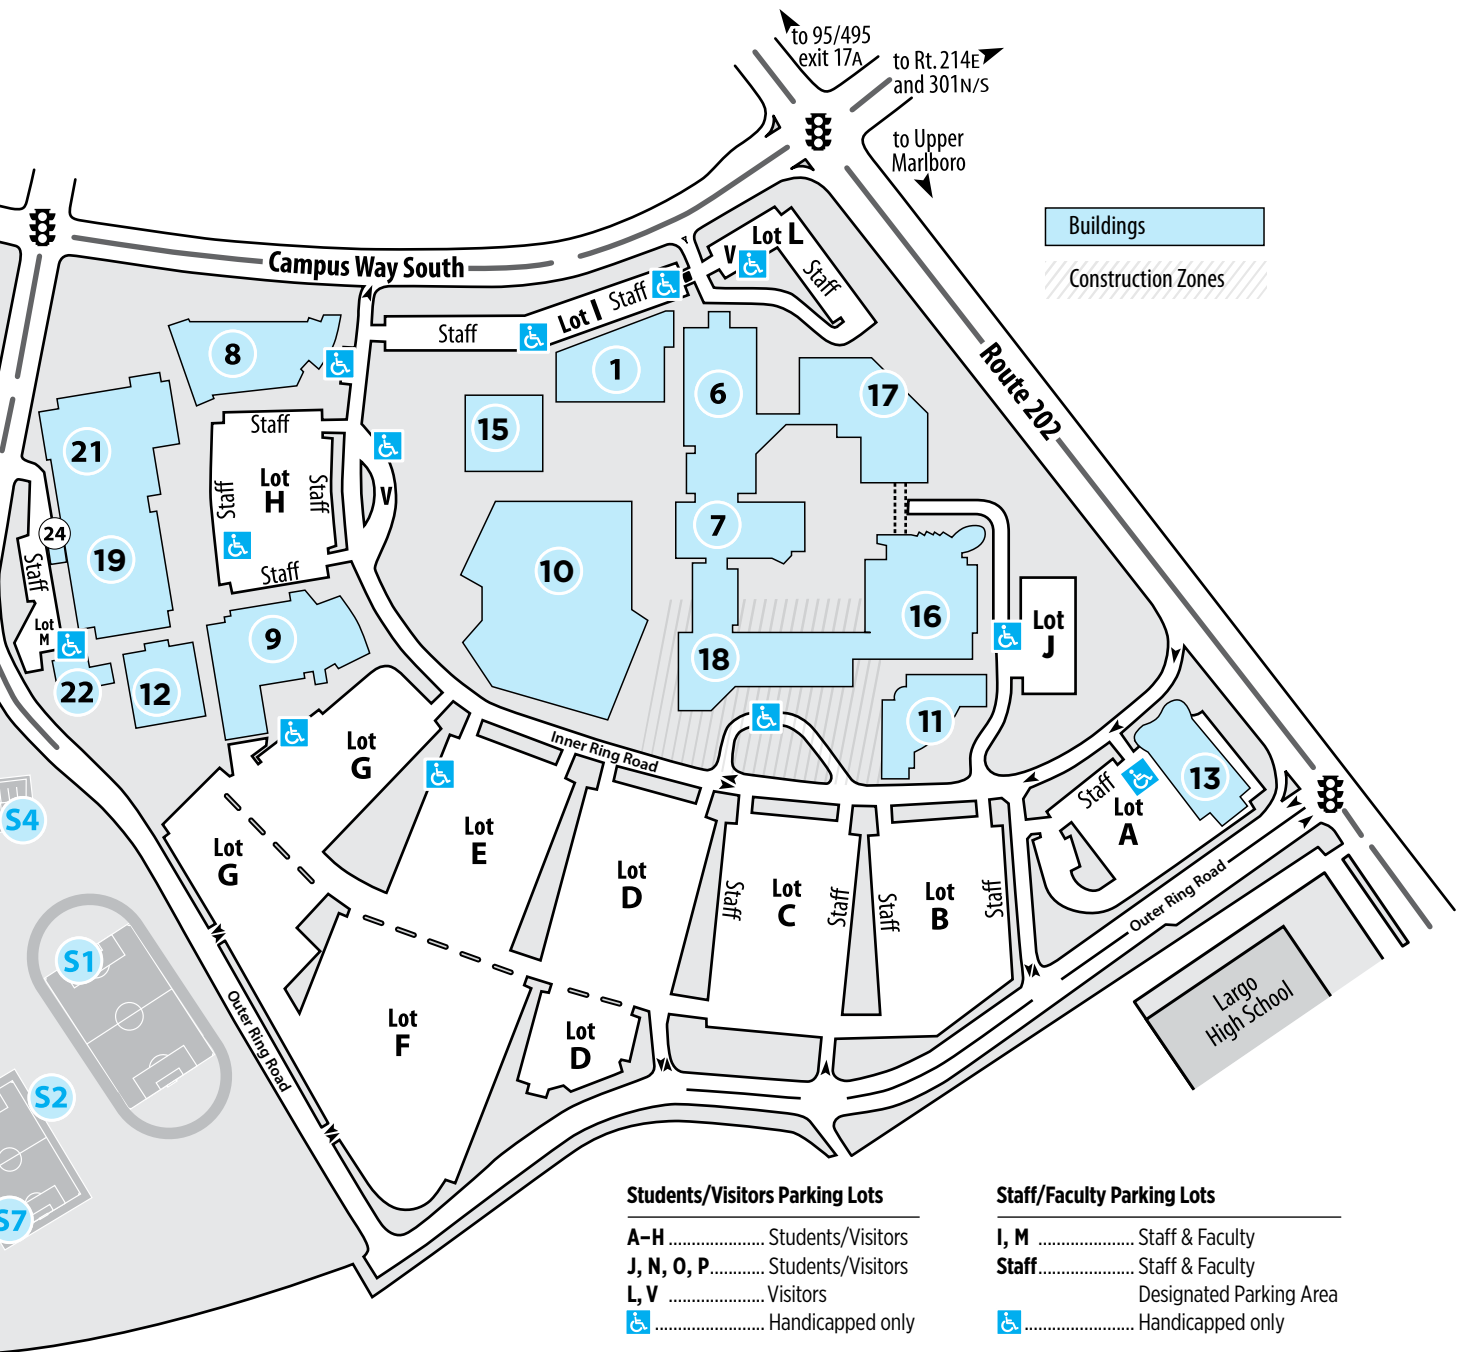 to 95/495
exit 17A
to Rt. 214E
and 301N/S
to Upper
Marlboro
Buildings
Construction Zones
Campus Way South
Route 202
Lot L
V
Staff
Lot I
Staff
Staff
8
1
6
17
15
21
Staff
Lot
H
Staff
Staff
Staff
V
24
19
Staff
Lot
M
7
10
16
Lot
J
9
18
22
12
11
13
Inner Ring Road
Lot
G
Staff
Lot
A
S4
Lot
G
Lot
E
Lot
D
Staff
Lot
C
Staff
Staff
Lot
B
Staff
Outer Ring Road
S1
Largo
High School
Outer Ring Road
Lot
F
Lot
D
S2
S7
Students/Visitors Parking Lots
A–H ..................... Students/Visitors
J, N, O, P............ Students/Visitors
L, V ..................... Visitors
........................ Handicapped only
Staff/Faculty Parking Lots
I, M ..................... Staff & Faculty
Staff..................... Staff & Faculty
Designated Parking Area
........................ Handicapped only